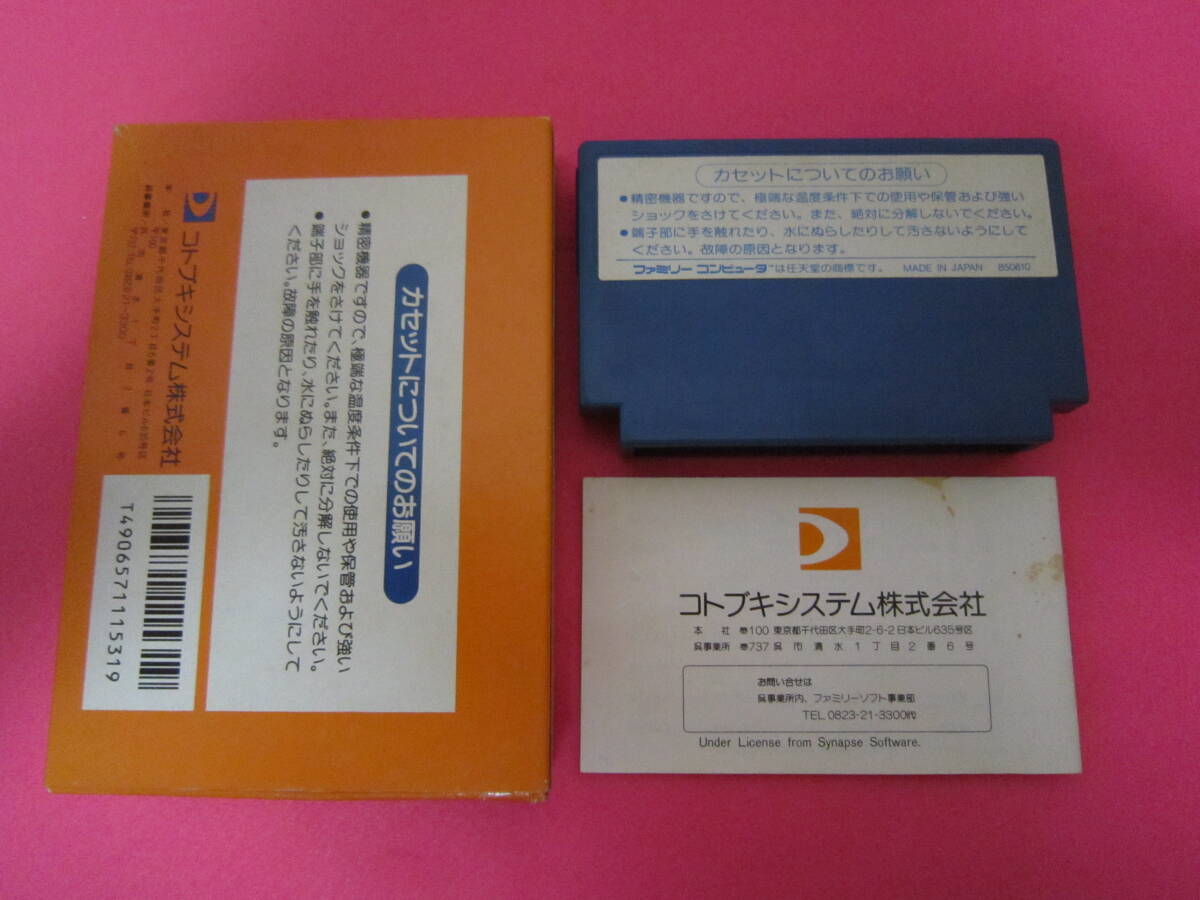 コトブキシステム株式会社
カセットについてのお願い
●精密機器ですので、極端な温度条件下での使用や保管および強い
ショックをさけてください。また、絶対に分解しないでください。
●端子部に手を触れたり、水にぬらしたりして汚さないようにして
ください。故障の原因となります。
T4906571115319
カセットについてのお願い
●精密機器ですので、極端な温度条件下での使用や保管および強い
ショックをさけてください。また、絶対に分解しないでください。
●端子部に手を触れたり、水にぬらしたりして汚さないようにして
ください。故障の原因となります。
ファミリーコンピュータ™は任天堂の商標です。 MADE IN JAPAN 850610
コトブキシステム株式会社
本社 〒100 東京都千代田区大手町2-6-2日本ビル635号区
呉事業所 〒737 呉市清水1丁目2番6号
お問い合せは
呉事業所内、ファミリーソフト事業部
TEL 0823-21-3300㈹
Under License from Synapse Software.